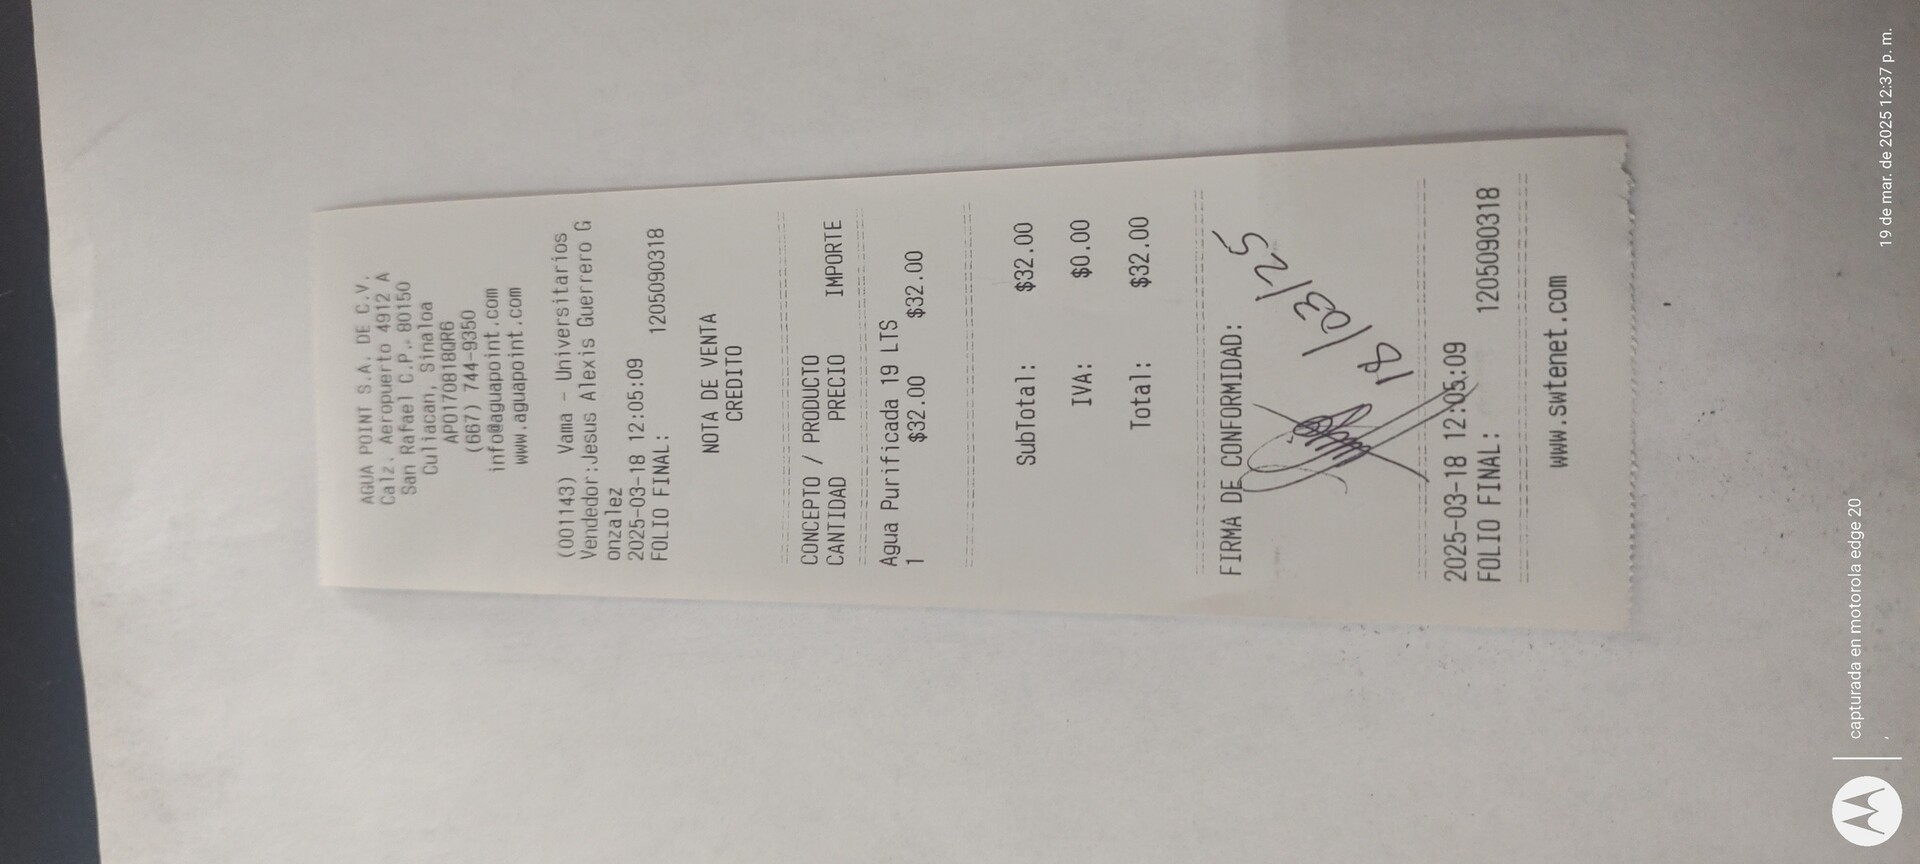 AGUA POINT S.A. DE C.V.
Calz. Aeropuerto 4912 A
San Rafael C.P. 80150
Culiacan, Sinaloa
APO170818QR6
(667) 744-9350
info@aguapoint.com
www.aguapoint.com
(001143) Vama - Universitarios
Vendedor:Jesus Alexis Guerrero G
onzalez
2025-03-18 12:05:09
FOLIO FINAL: 1205090318
NOTA DE VENTA
CREDITO
CONCEPTO / PRODUCTO
CANTIDAD PRECIO IMPORTE
Agua Purificada 19 LTS
1 $32.00 $32.00
SubTotal: $32.00
IVA: $0.00
Total: $32.00
FIRMA DE CONFORMIDAD:
18/03/25
2025-03-18 12:05:09
FOLIO FINAL: 1205090318
www.swtenet.com
capturada en motorola edge 20
19 de mar. de 2025 12:37 p. m.